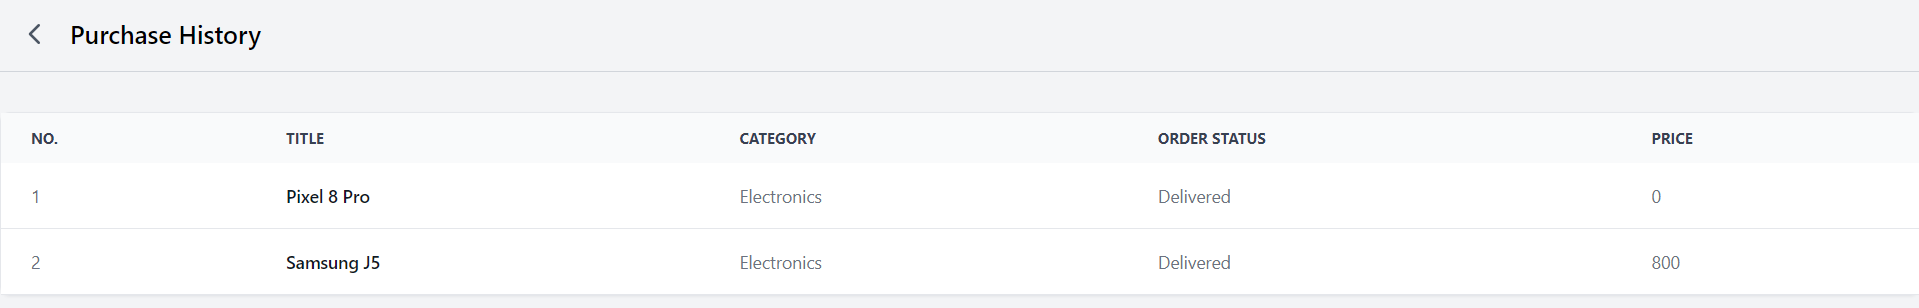 Purchase History
NO. TITLE CATEGORY ORDER STATUS PRICE
1 Pixel 8 Pro Electronics Delivered 0
2 Samsung J5 Electronics Delivered 800